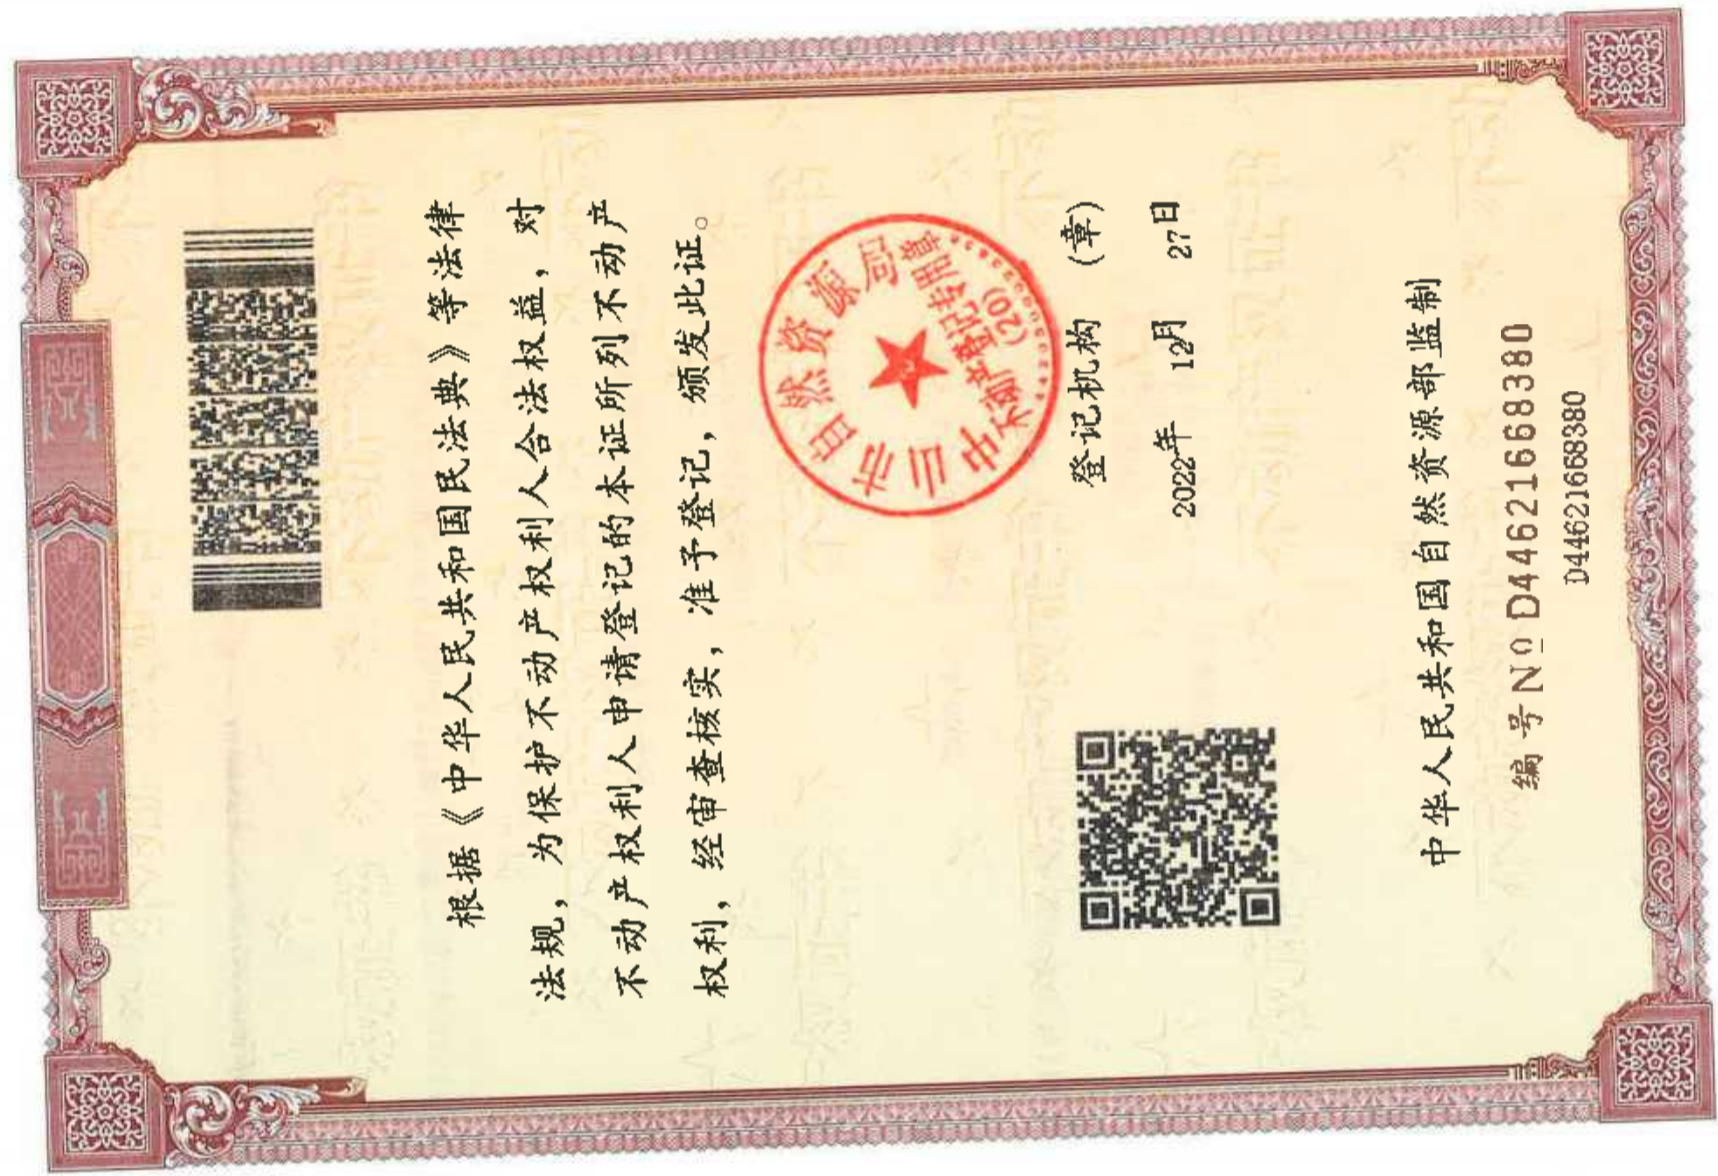 根据《中华人民共和国民法典》等法律
法规，为保护不动产权利人合法权益，对
不动产权利人申请登记的本证所列不动产
权利，经审查核实，准予登记，颁发此证。
中山市自然资源局
不动产登记专用章
(20)
登记机构 (章)
2022年 12月 27日
中华人民共和国自然资源部监制
编号 № D44621668380
D44621668380